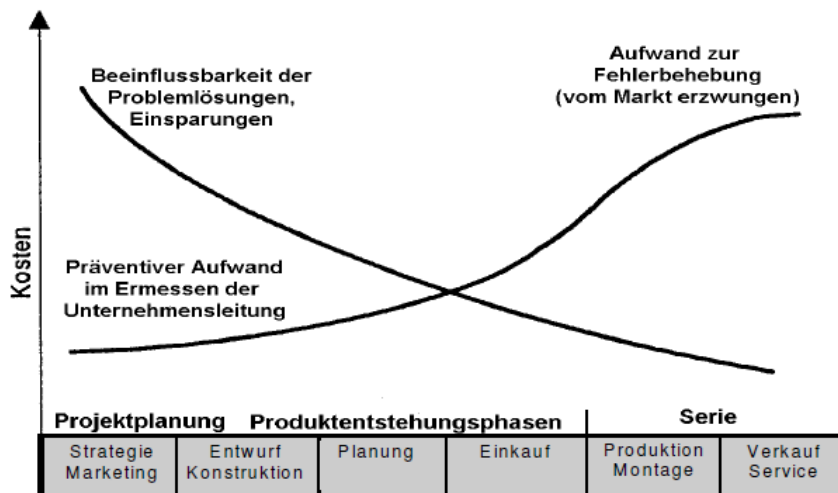 Beeinflussbarkeit der
Problemlösungen,
Einsparungen
Aufwand zur
Fehlerbehebung
(vom Markt erzwungen)
Kosten
Präventiver Aufwand
im Ermessen der
Unternehmensleitung
Projektplanung
Produktentstehungsphasen
Serie
Strategie
Marketing
Entwurf
Konstruktion
Planung
Einkauf
Produktion
Montage
Verkauf
Service